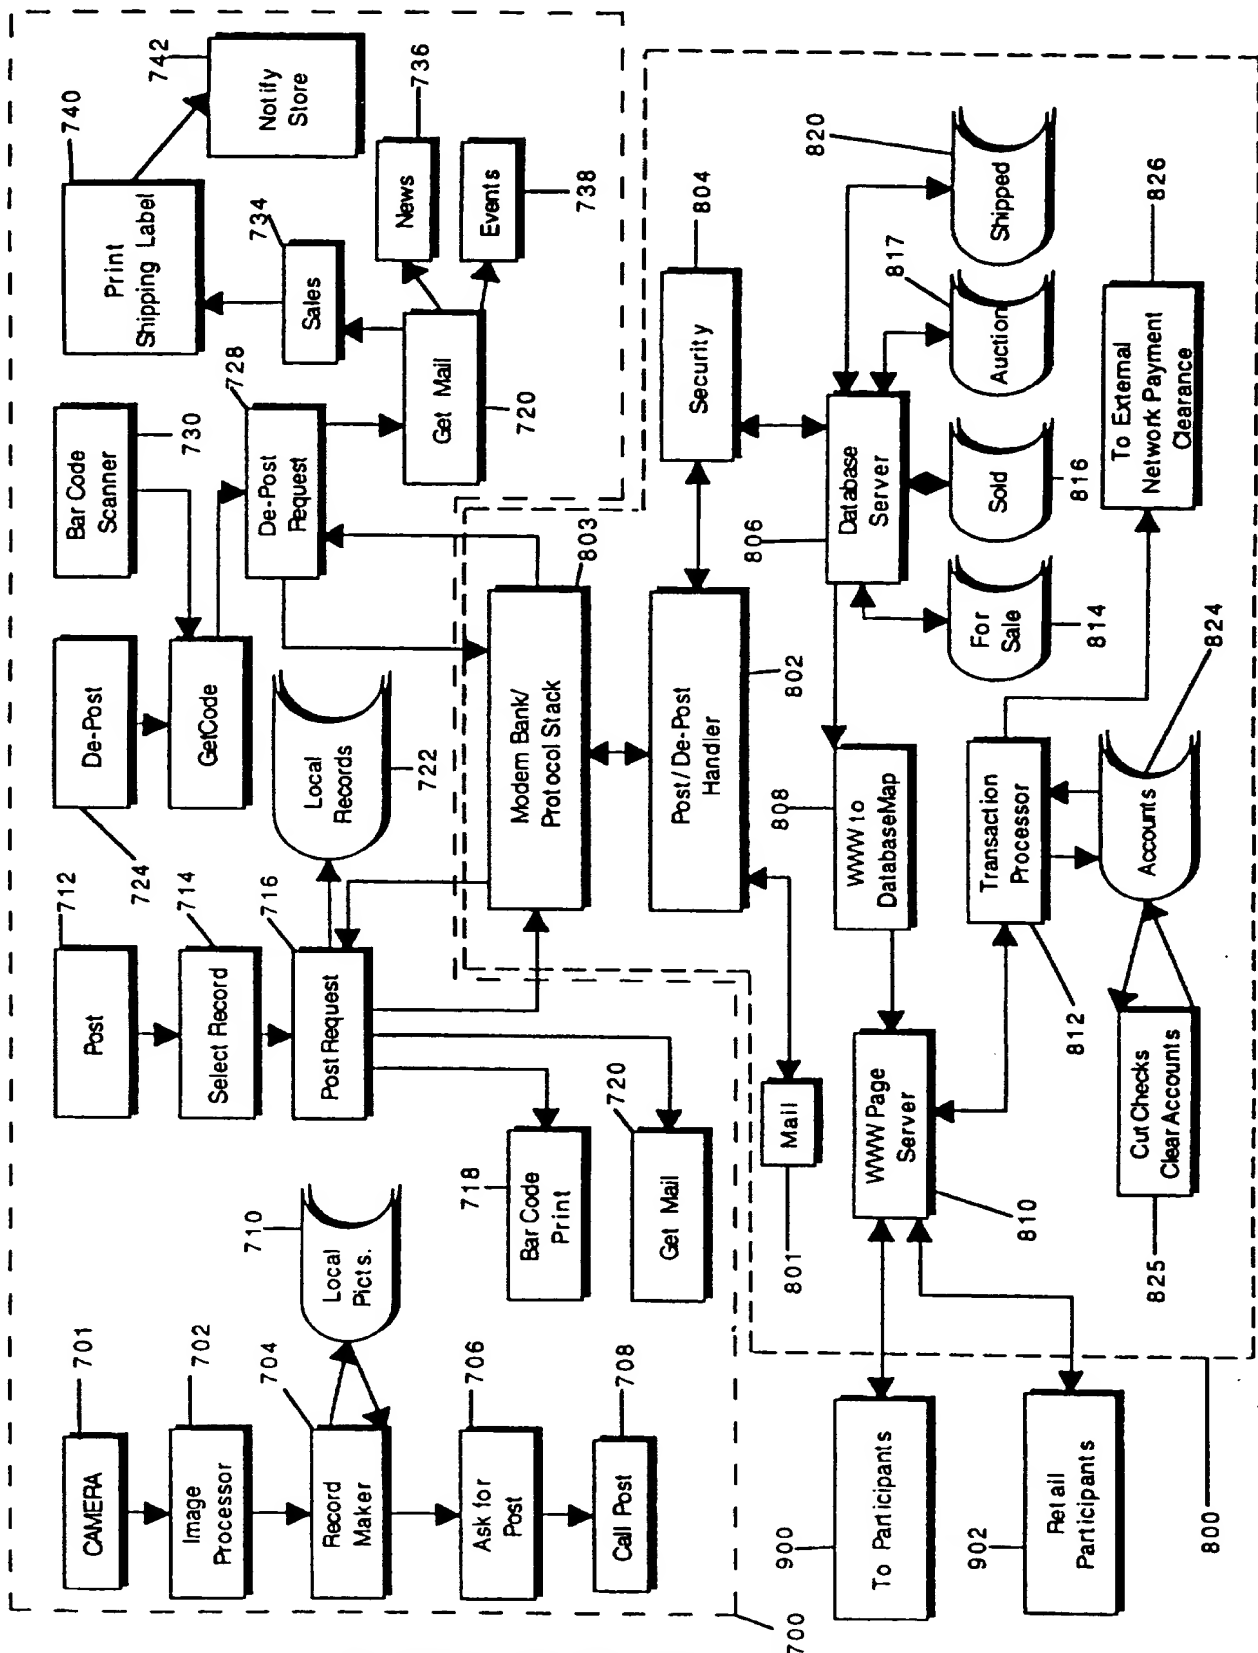 CAMERA
701
Image
Processor
702
Record
Maker
704
Local
Picts.
710
Ask for
Post
706
Call Post
708
700
Post
712
Select Record
714
Post Request
716
Local
Records
722
Bar Code
Print
718
Get Mail
720
De-Post
724
GetCode
Bar Code
Scanner
730
De-Post
Request
728
Get Mail
720
Sales
734
News
736
Events
738
Print
Shipping Label
740
Notify
Store
742
Modem Bank/
Protocol Stack
803
Post/ De-Post
Handler
802
Security
804
Mail
801
Database
Server
806
WWW to
DatabaseMap
808
WWW Page
Server
810
For
Sale
814
Sold
816
Auction
817
Shipped
820
Transaction
Processor
812
Accounts
824
Cut Checks
Clear Accounts
825
To External
Network Payment
Clearance
826
To Participants
900
Retail
Participants
902
800